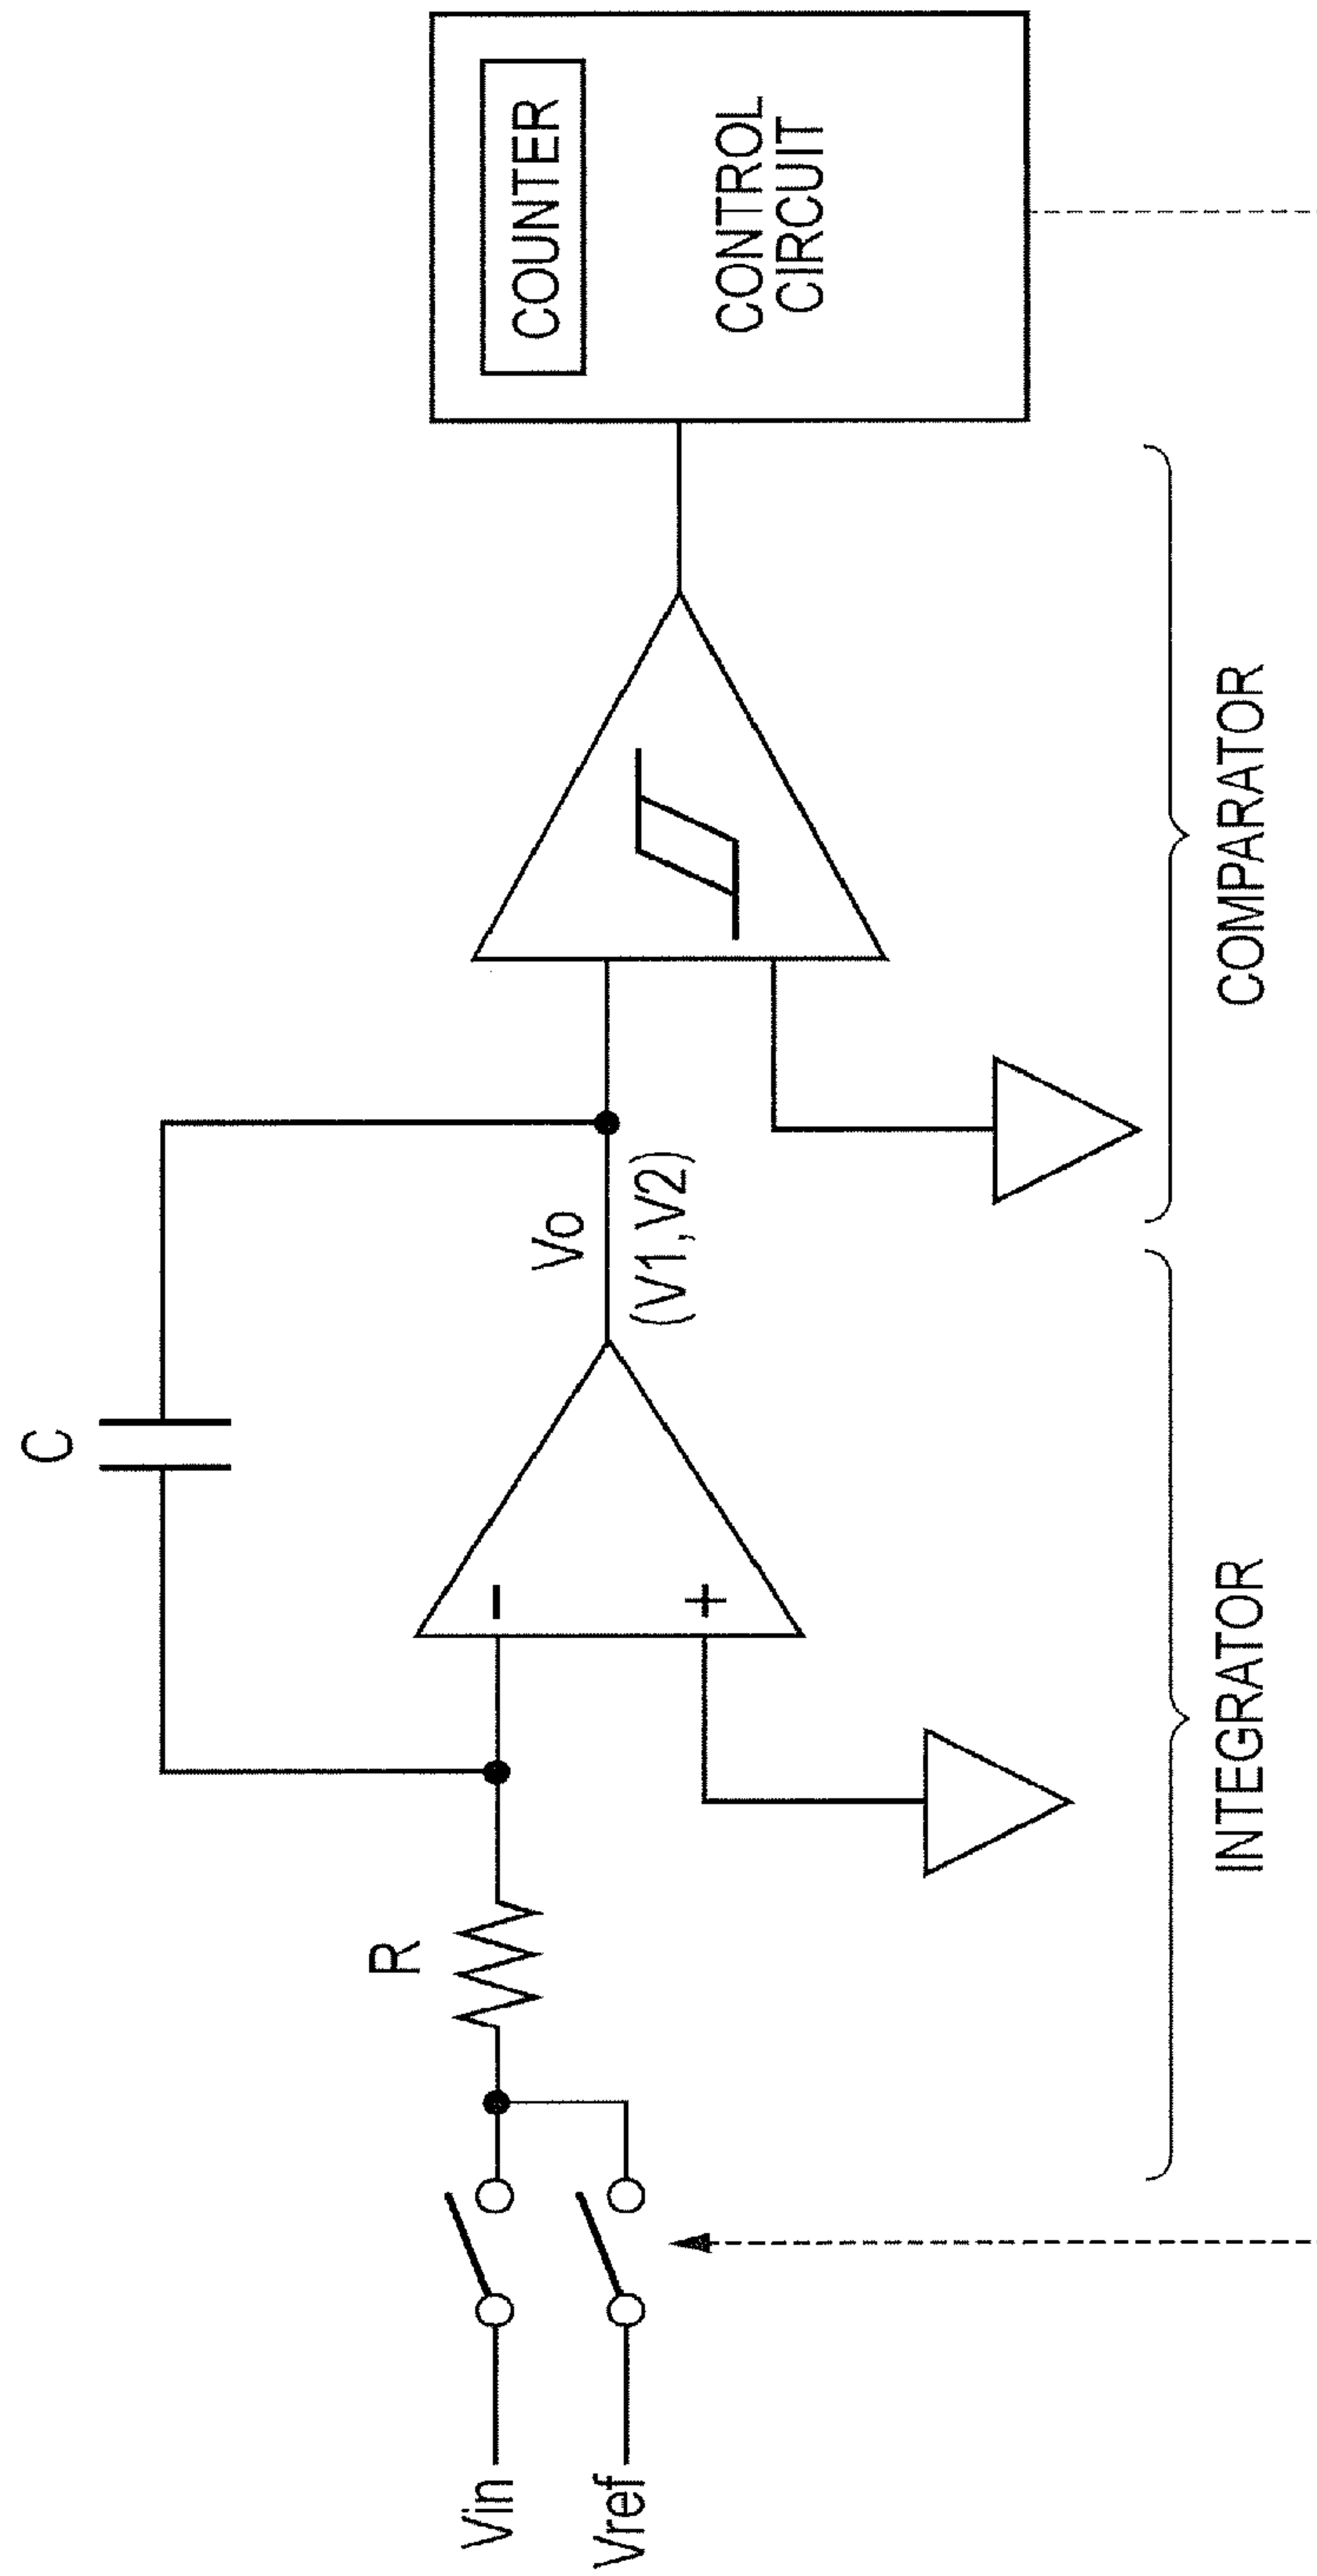 C
R
Vin
Vref
−
+
Vo
(V1,V2)
COUNTER
CONTROL
CIRCUIT
INTEGRATOR
COMPARATOR